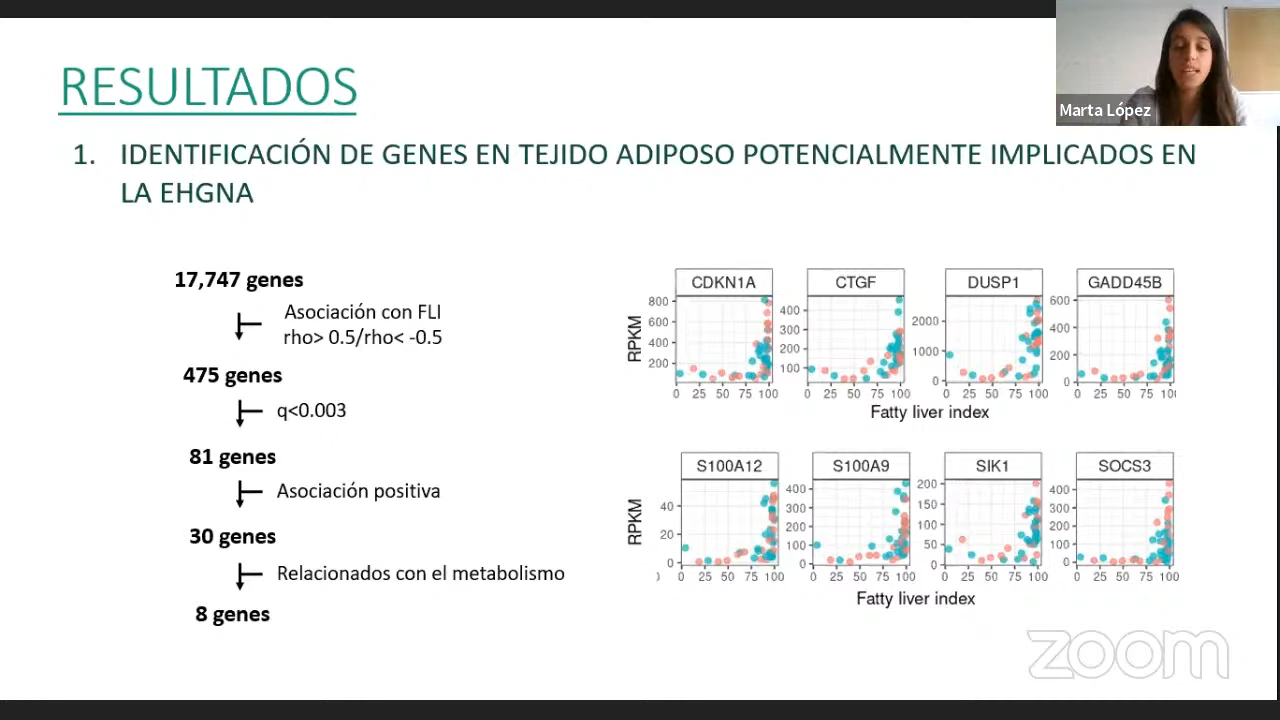 RESULTADOS
Marta López
1. IDENTIFICACIÓN DE GENES EN TEJIDO ADIPOSO POTENCIALMENTE IMPLICADOS EN
LA EHGNA
17,747 genes
Asociación con FLI
rho> 0.5/rho< -0.5
475 genes
q<0.003
81 genes
Asociación positiva
30 genes
Relacionados con el metabolismo
8 genes
CDKN1A CTGF DUSP1 GADD45B
RPKM
800
600
400
200
400
300
200
100
2000
1000
0
600
400
200
0
0 25 50 75 100 0 25 50 75 100 0 25 50 75 100 0 25 50 75 10
Fatty liver index
S100A12 S100A9 SIK1 SOCS3
RPKM
40
20
0
400
300
200
100
0
200
150
100
50
0
400
300
200
100
0
0 25 50 75 100 0 25 50 75 100 0 25 50 75 100 0 25 50 75 100
Fatty liver index
zoom